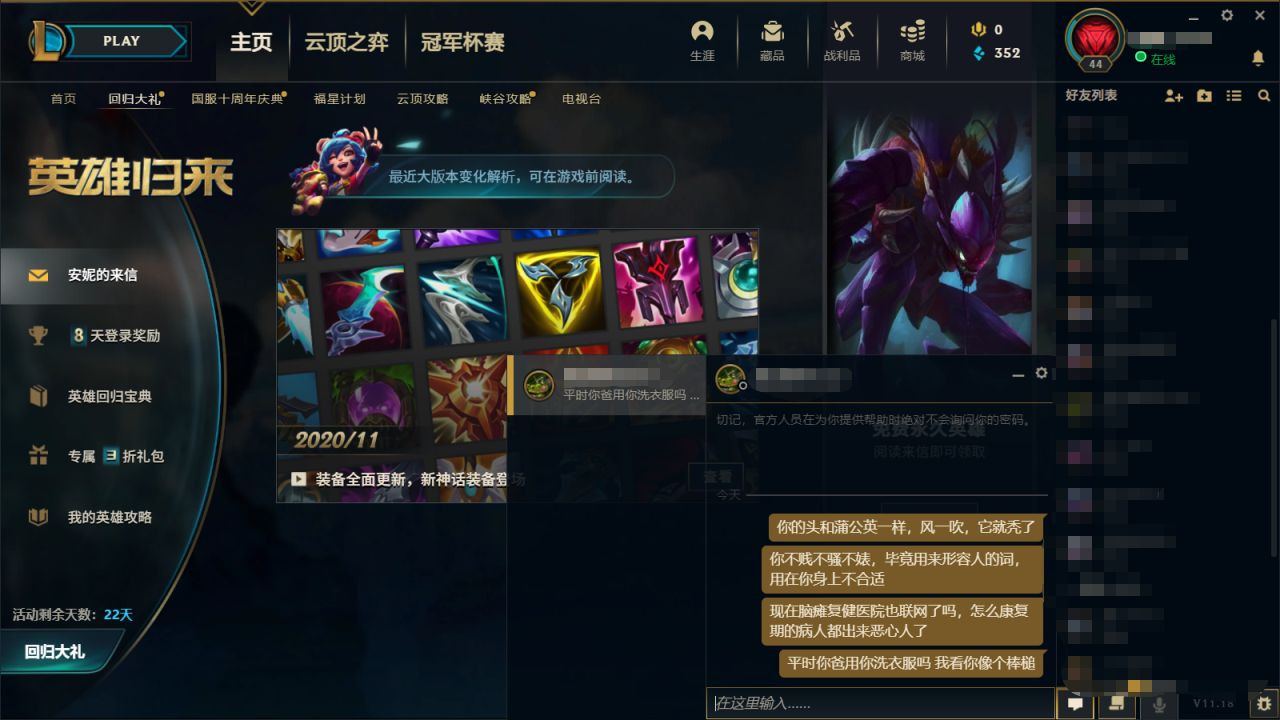 PLAY
主页
云顶之弈
冠军杯赛
生涯
藏品
战利品
商城
0
352
44
在线
首页
回归大礼
国服十周年庆典
福星计划
云顶攻略
峡谷攻略
电视台
好友列表
英雄归来
最近大版本变化解析，可在游戏前阅读。
安妮的来信
8天登录奖励
英雄回归宝典
专属 3 折礼包
我的英雄攻略
活动剩余天数：22天
回归大礼
2020/11
装备全面更新，新神话装备登场
平时你爸用你洗衣服吗 ...
切记，官方人员在为你提供帮助时绝对不会询问你的密码。
免费永久英雄
阅读来信即可领取
查看
今天
你的头和蒲公英一样，风一吹，它就秃了
你不贱不骚不婊，毕竟用来形容人的词，
用在你身上不合适
现在脑瘫复健医院也联网了吗，怎么康复
期的病人都出来恶心人了
平时你爸用你洗衣服吗 我看你像个棒槌
在这里输入......
V11.16